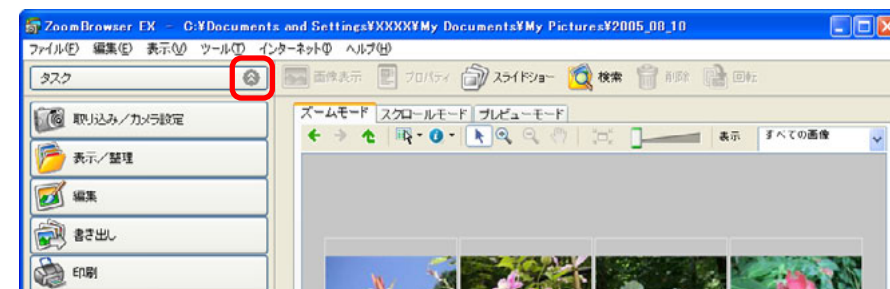 ZoomBrowser EX - C:¥Documents and Settings¥XXXX¥My Documents¥My Pictures¥2005_08_10
ファイル(F) 編集(E) 表示(V) ツール(T) インターネット(I) ヘルプ(H)
タスク 画像表示 プロパティ スライドショー 検索 削除 回転
ズームモード スクロールモード プレビューモード
取り込み/カメラ設定
表示 すべての画像
表示/整理
編集
書き出し
印刷